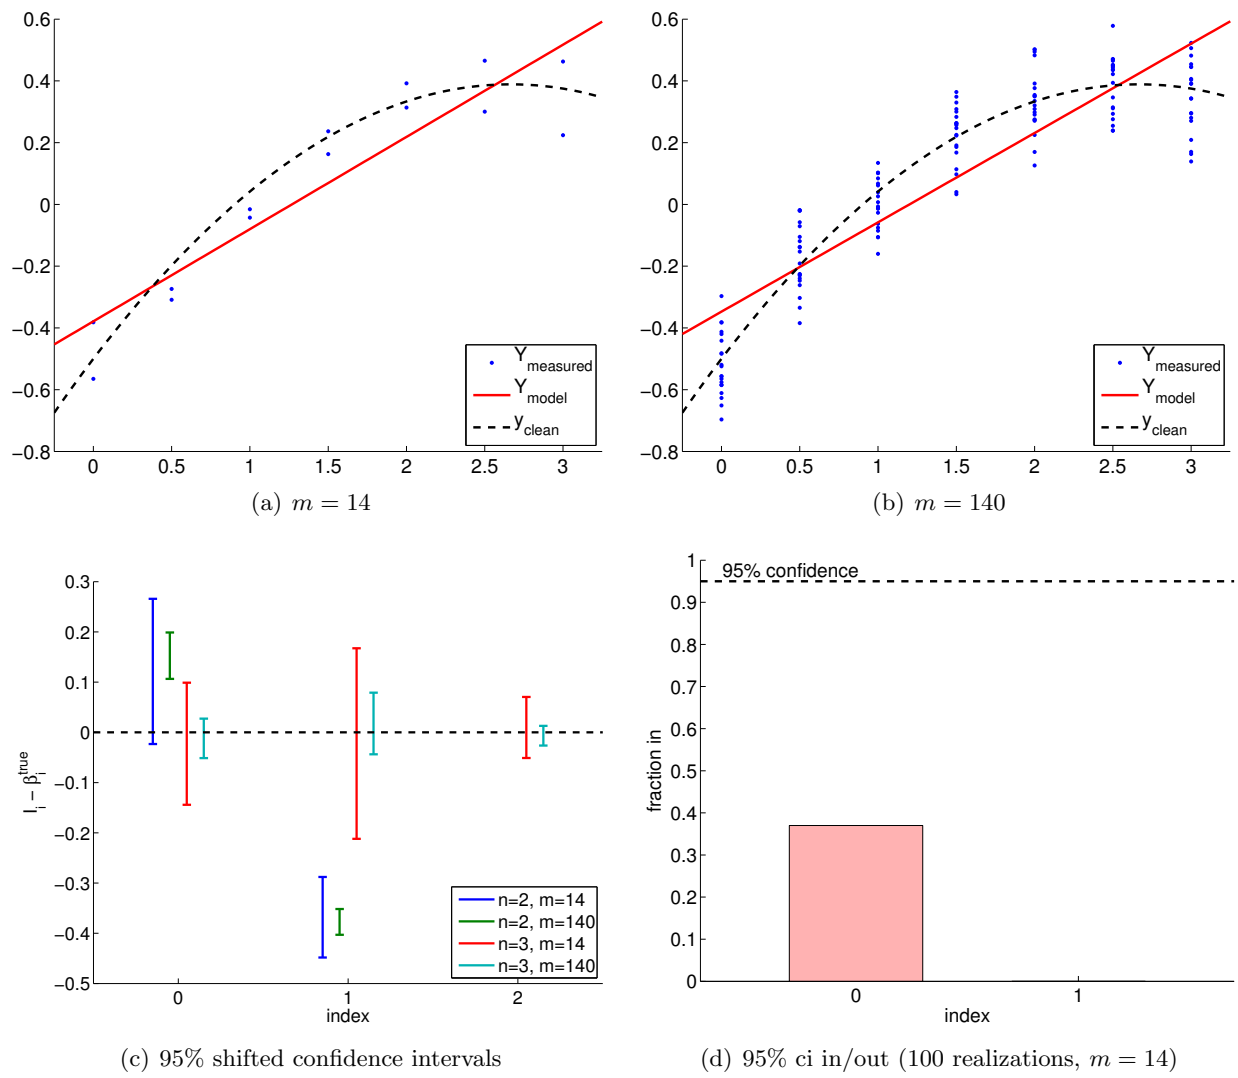 0.6
0.4
0.2
0
−0.2
−0.4
−0.6
−0.8
0 0.5 1 1.5 2 2.5 3
Y measured
Y model
y clean
(a) m = 14
0.6
0.4
0.2
0
−0.2
−0.4
−0.6
−0.8
0 0.5 1 1.5 2 2.5 3
Y measured
Y model
y clean
(b) m = 140
0.3
0.2
0.1
0
−0.1
−0.2
−0.3
−0.4
−0.5
I_i − β_i^true
0 1 2
index
n=2, m=14
n=2, m=140
n=3, m=14
n=3, m=140
(c) 95% shifted confidence intervals
1
0.9
0.8
0.7
0.6
0.5
0.4
0.3
0.2
0.1
0
fraction in
95% confidence
0 1
index
(d) 95% ci in/out (100 realizations, m = 14)